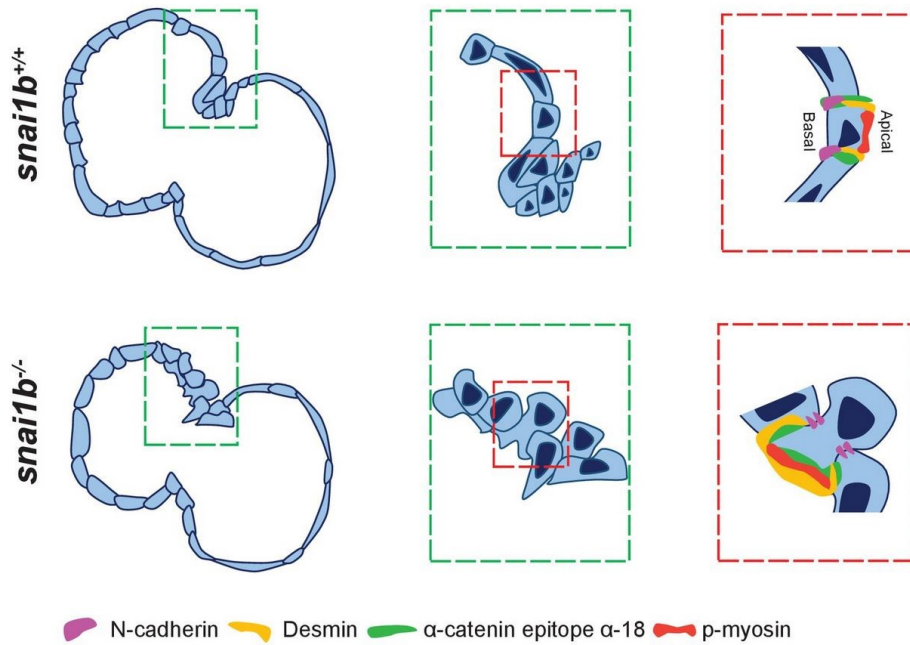 snai1b+/+
Basal
Apical
snai1b-/-
N-cadherin Desmin α-catenin epitope α-18 p-myosin